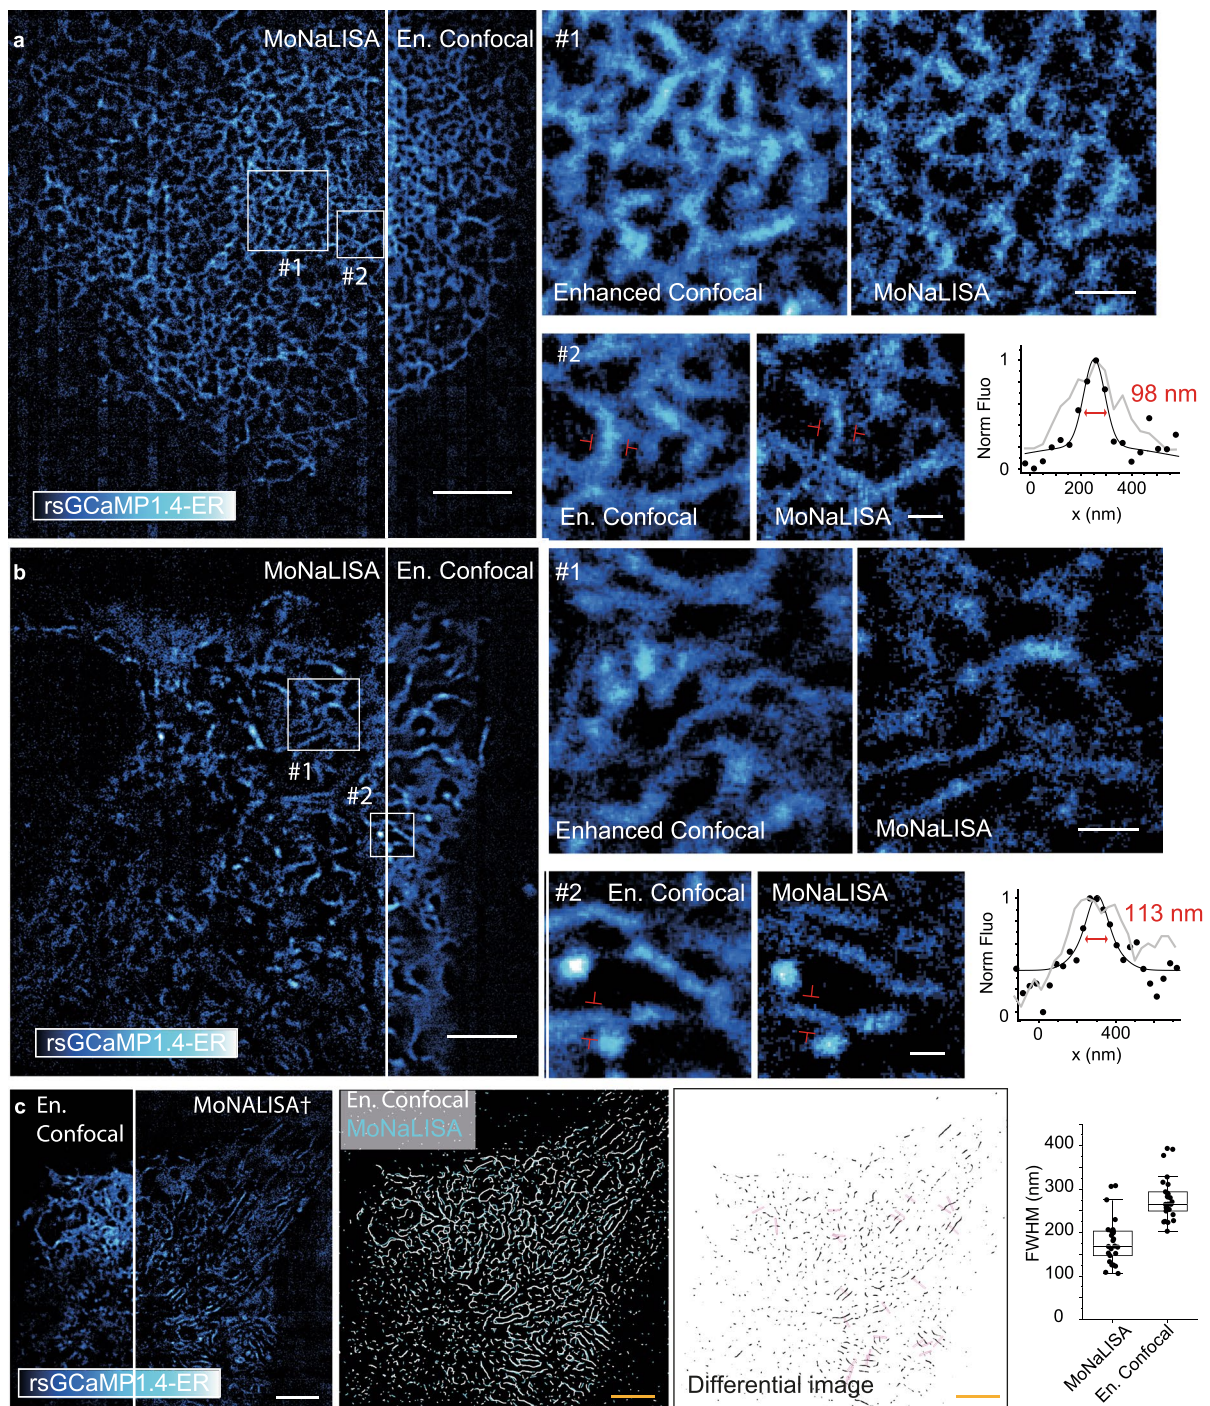 a
MoNaLISA
En. Confocal
#1
#2
rsGCaMP1.4-ER
#1
Enhanced Confocal
MoNaLISA
#2
En. Confocal
MoNaLISA
1
98 nm
Norm Fluo
0
0 200 400
x (nm)
b
MoNaLISA
En. Confocal
#1
#2
rsGCaMP1.4-ER
#1
Enhanced Confocal
MoNaLISA
#2
En. Confocal
MoNaLISA
1
113 nm
Norm Fluo
0
0 400
x (nm)
c
En.
Confocal
MoNALISA†
rsGCaMP1.4-ER
En. Confocal
MoNaLISA
Differential image
400
300
200
100
0
FWHM (nm)
MoNaLISA
En. Confocal